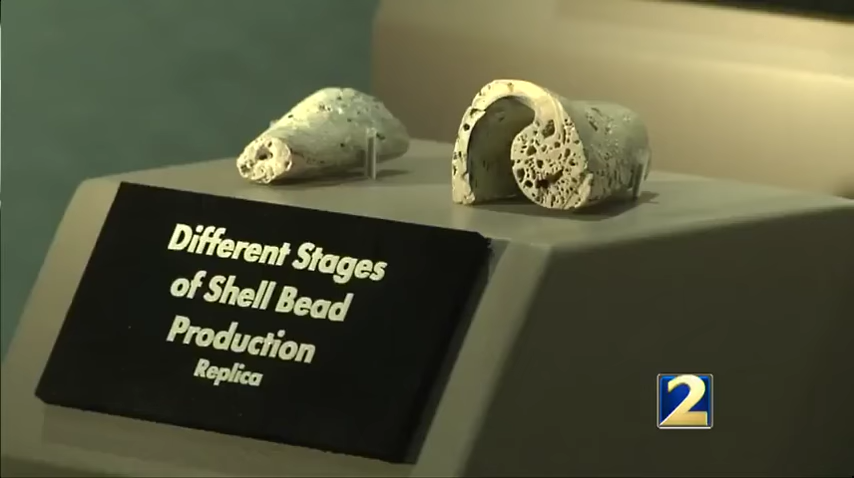 Different Stages
of Shell Bead
Production
Replica
2